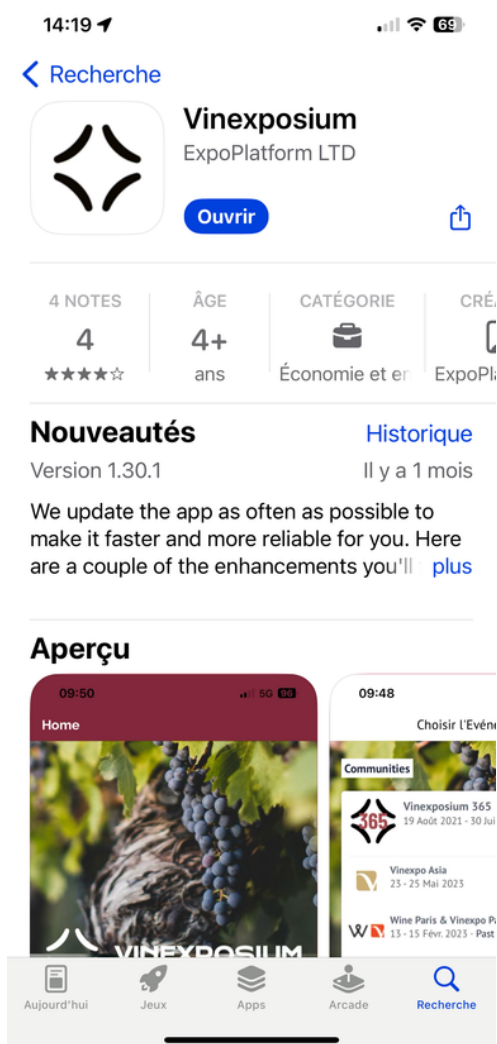 14:19
69
Recherche
Vinexposium
ExpoPlatform LTD
Ouvrir
4 NOTES
ÂGE
CATÉGORIE
4
4+
ans
Économie et
Nouveautés
Historique
Version 1.30.1
Il y a 1 mois
We update the app as often as possible to
make it faster and more reliable for you. Here
are a couple of the enhancements you'll
plus
Aperçu
09:50
5G 96
Home
VINEXPOSIUM
09:48
Choisir l'Evéne
Communities
365
Vinexposium 365
19 Août 2021 - 30 Jui
Vinexpo Asia
23 - 25 Mai 2023
W
Wine Paris & Vinexpo Pa
13 - 15 Févr. 2023 - Past
Aujourd'hui
Jeux
Apps
Arcade
Recherche